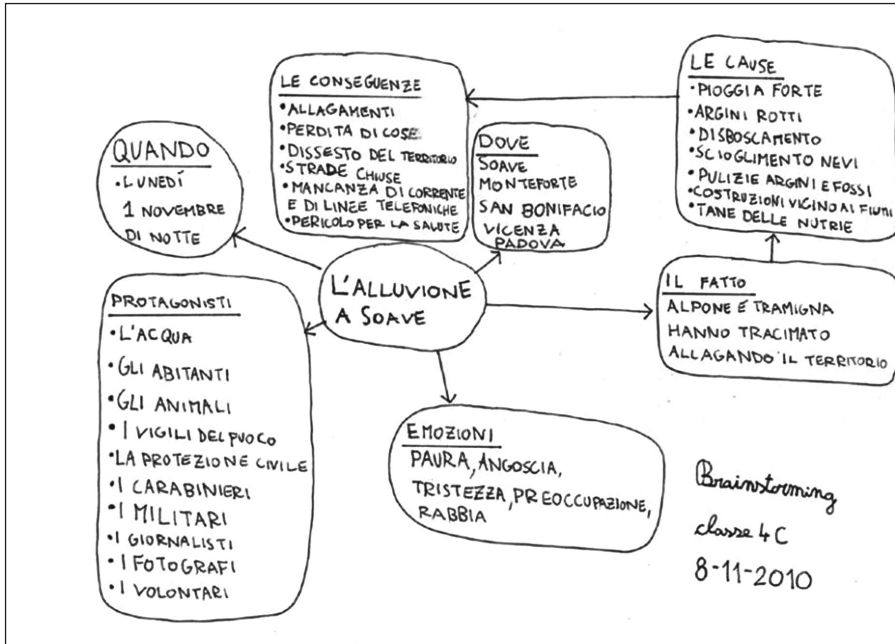 LE CONSEGUENZE
• ALLAGAMENTI
• PERDITA DI COSE
• DISSESTO DEL TERRITORIO
• STRADE CHIUSE
• MANCANZA DI CORRENTE
E DI LINEE TELEFONICHE
• PERICOLO PER LA SALUTE
LE CAUSE
• PIOGGIA FORTE
• ARGINI ROTTI
• DISBOSCAMENTO
• SCIOGLIMENTO NEVI
• PULIZIE ARGINI E FOSSI
• COSTRUZIONI VICINO AI FIUMI
• TANE DELLE NUTRIE
QUANDO
• LUNEDÍ
1 NOVEMBRE
DI NOTTE
DOVE
SOAVE
MONTEFORTE
SAN BONIFACIO
VICENZA
PADOVA
L'ALLUVIONE
A SOAVE
IL FATTO
ALPONE E TRAMIGNA
HANNO TRACIMATO
ALLAGANDO IL TERRITORIO
PROTAGONISTI
• L'ACQUA
• GLI ABITANTI
• GLI ANIMALI
• I VIGILI DEL FUOCO
• LA PROTEZIONE CIVILE
• I CARABINIERI
• I MILITARI
• I GIORNALISTI
• I FOTOGRAFI
• I VOLONTARI
EMOZIONI
PAURA, ANGOSCIA,
TRISTEZZA, PREOCCUPAZIONE,
RABBIA
Brainstorming
classe 4 C
8-11-2010